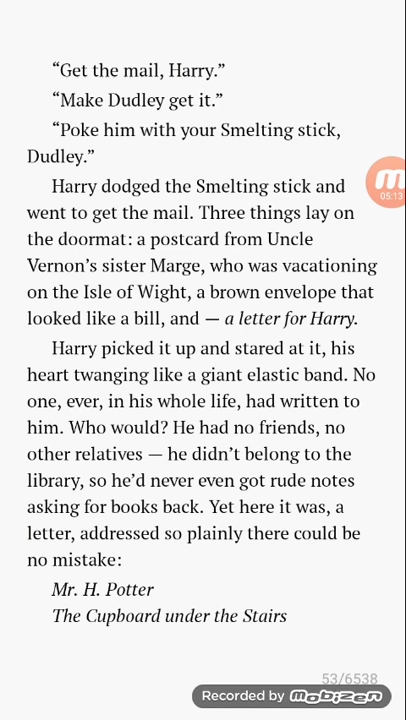 “Get the mail, Harry.”
“Make Dudley get it.”
“Poke him with your Smelting stick,
Dudley.”
Harry dodged the Smelting stick and
went to get the mail. Three things lay on
the doormat: a postcard from Uncle
Vernon’s sister Marge, who was vacationing
on the Isle of Wight, a brown envelope that
looked like a bill, and — a letter for Harry.
Harry picked it up and stared at it, his
heart twanging like a giant elastic band. No
one, ever, in his whole life, had written to
him. Who would? He had no friends, no
other relatives — he didn’t belong to the
library, so he’d never even got rude notes
asking for books back. Yet here it was, a
letter, addressed so plainly there could be
no mistake:
Mr. H. Potter
The Cupboard under the Stairs
m
05:13
53/6538
Recorded by mobizen